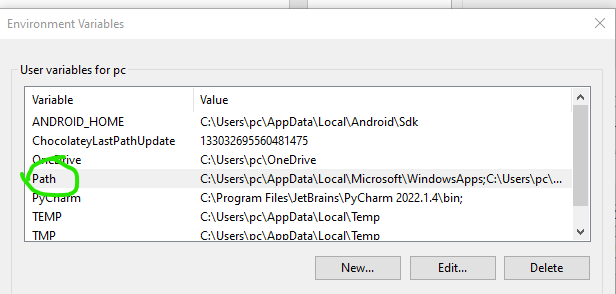 Environment Variables
User variables for pc
Variable Value
ANDROID_HOME C:\Users\pc\AppData\Local\Android\Sdk
ChocolateyLastPathUpdate 133032695560481475
OneDrive C:\Users\pc\OneDrive
Path C:\Users\pc\AppData\Local\Microsoft\WindowsApps;C:\Users\pc\...
PyCharm C:\Program Files\JetBrains\PyCharm 2022.1.4\bin;
TEMP C:\Users\pc\AppData\Local\Temp
TMP C:\Users\pc\AppData\Local\Temp
New... Edit... Delete